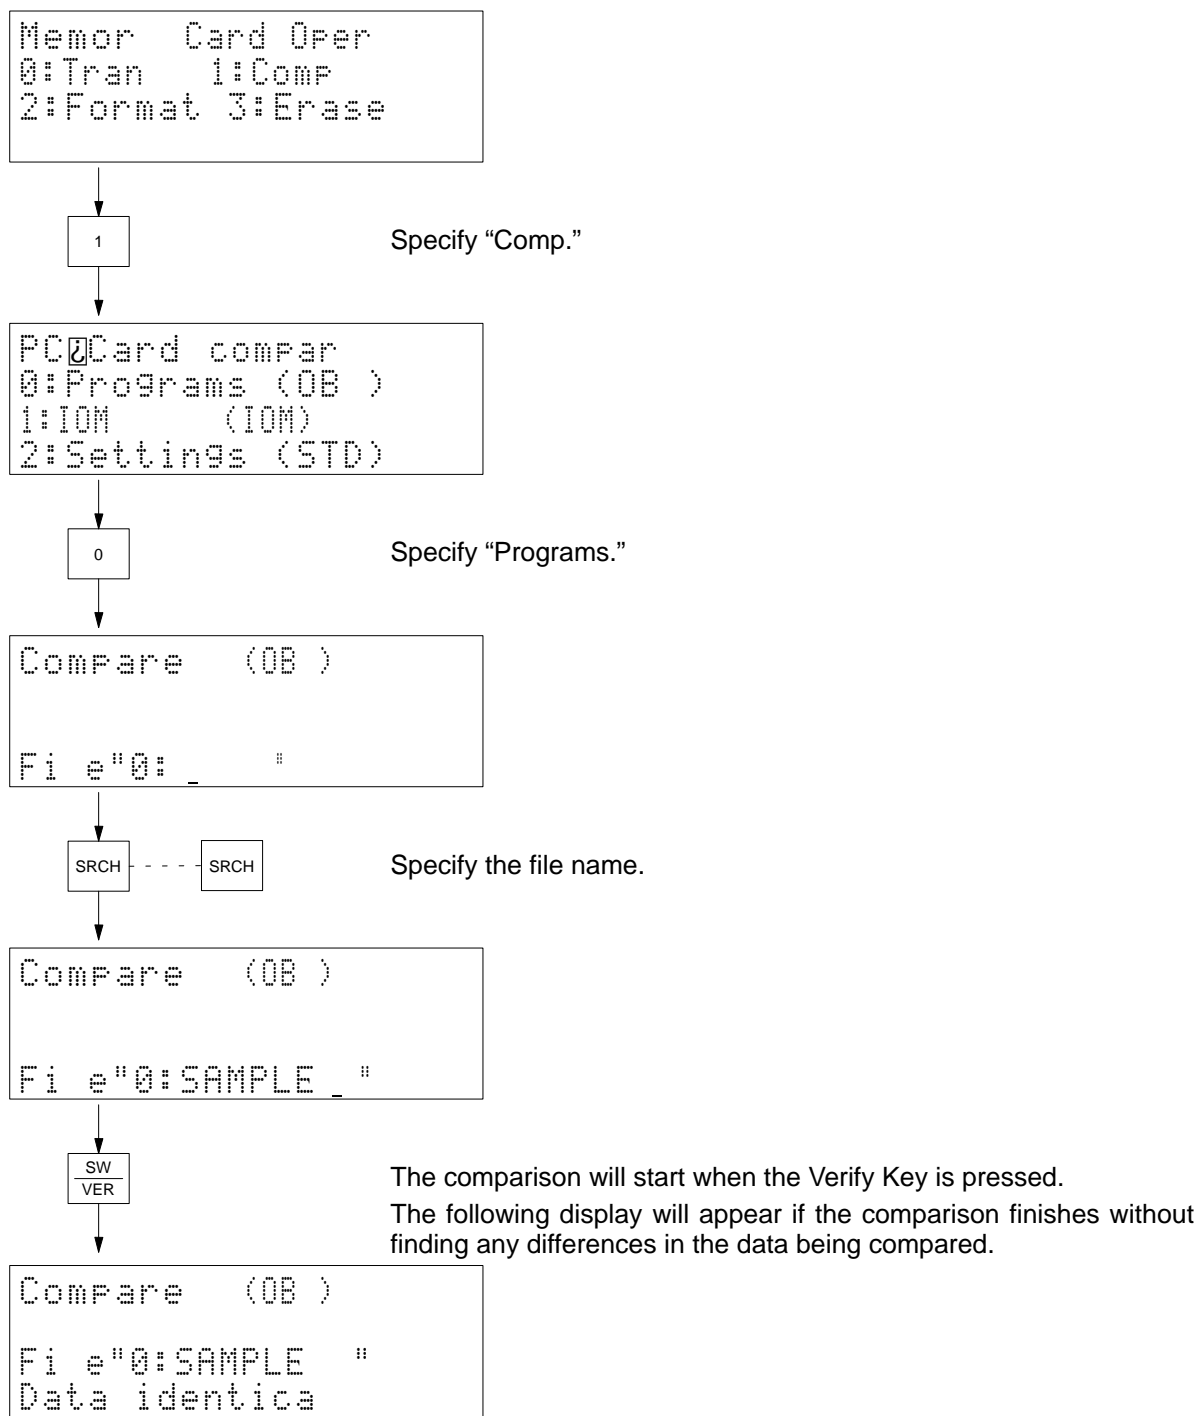 Memor  Card Oper
0:Tran   1:Comp
2:Format 3:Erase
1
Specify “Comp.”
PC¿Card compar
0:Programs (OB )
1:IOM     (IOM)
2:Settings (STD)
0
Specify “Programs.”
Compare   (OB )
Fi e"0: _    "
SRCH - - - - - SRCH
Specify the file name.
Compare   (OB )
Fi e"0:SAMPLE _ "
SW
VER
The comparison will start when the Verify Key is pressed.
The following display will appear if the comparison finishes without
finding any differences in the data being compared.
Compare   (OB )
Fi e"0:SAMPLE  "
Data identica